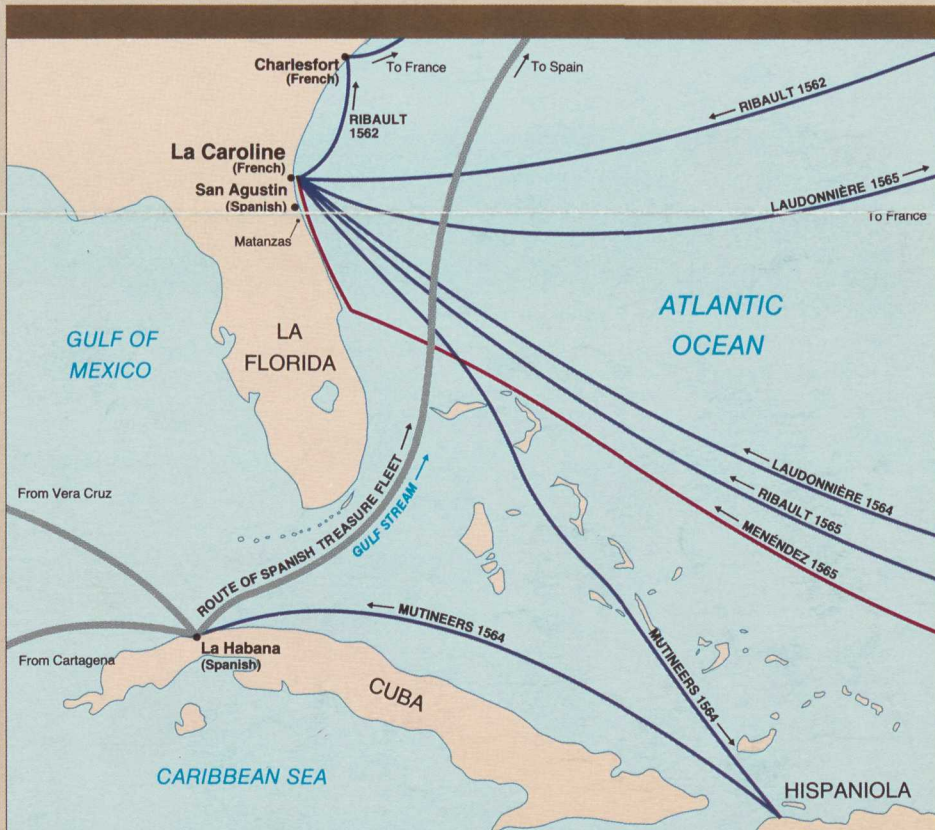 Charlesfort
(French)
To France
To Spain
RIBAULT
1562
RIBAULT 1562
La Caroline
(French)
San Agustin
(Spanish)
Matanzas
LAUDONNIÈRE 1565
To France
ATLANTIC
OCEAN
GULF OF
MEXICO
LA
FLORIDA
LAUDONNIÈRE 1564
RIBAULT 1565
MENÉNDEZ 1565
From Vera Cruz
ROUTE OF SPANISH TREASURE FLEET
GULF STREAM
MUTINEERS 1564
MUTINEERS 1564
La Habana
(Spanish)
From Cartagena
CUBA
CARIBBEAN SEA
HISPANIOLA